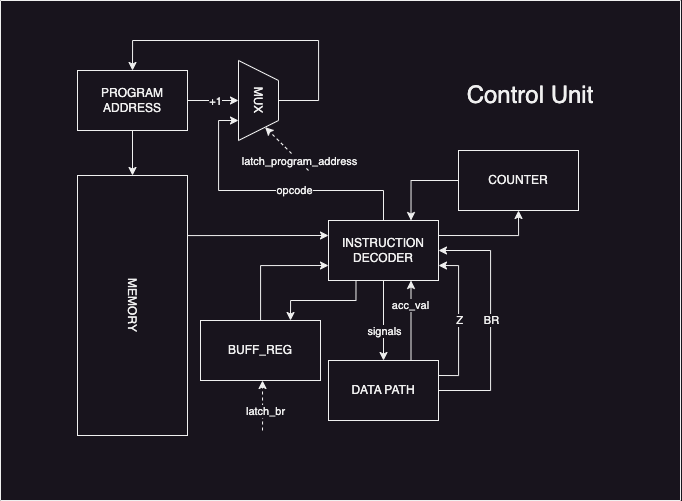 Control Unit
PROGRAM
ADDRESS
+1
MUX
latch_program_address
opcode
COUNTER
INSTRUCTION
DECODER
MEMORY
acc_val
signals
Z
BR
BUFF_REG
DATA PATH
latch_br